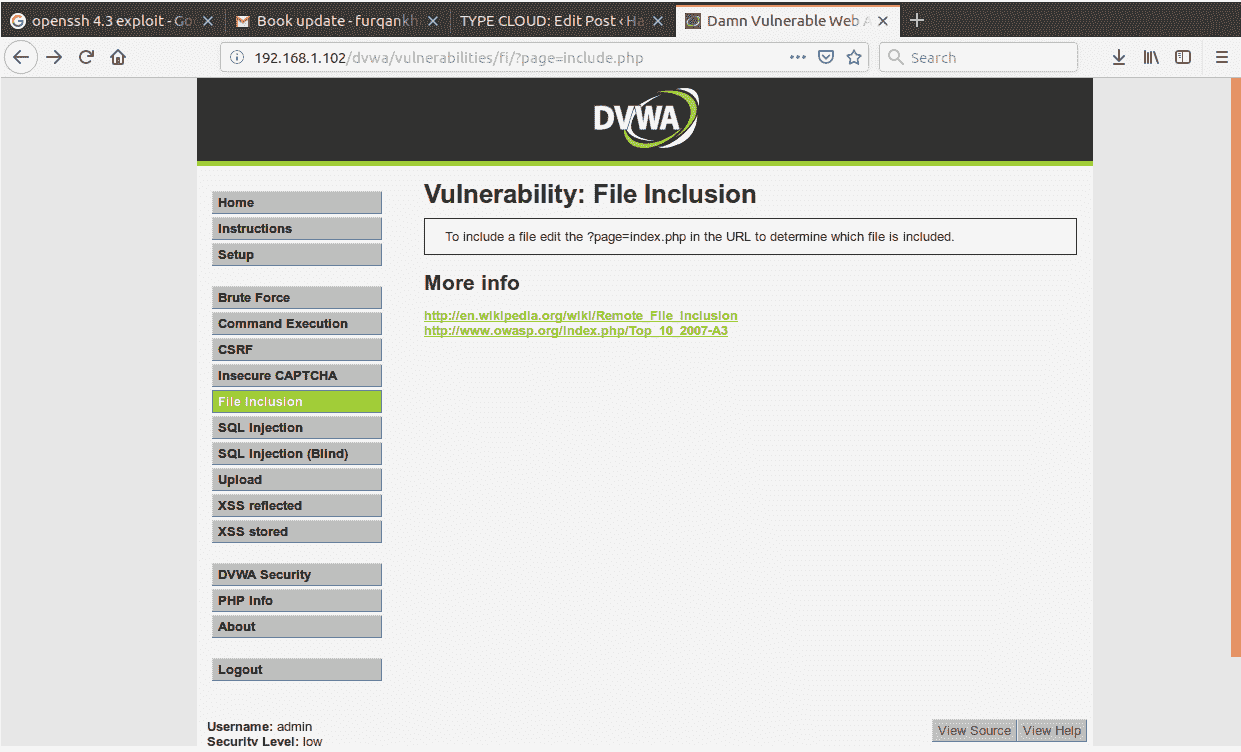 openssh 4.3 exploit - Go
Book update - furqankh
TYPE CLOUD: Edit Post ‹ Ha
Damn Vulnerable Web A
192.168.1.102/dvwa/vulnerabilities/fi/?page=include.php
Search
DVWA
Home
Instructions
Setup
Brute Force
Command Execution
CSRF
Insecure CAPTCHA
File Inclusion
SQL Injection
SQL Injection (Blind)
Upload
XSS reflected
XSS stored
DVWA Security
PHP Info
About
Logout
Vulnerability: File Inclusion
To include a file edit the ?page=index.php in the URL to determine which file is included.
More info
http://en.wikipedia.org/wiki/Remote_File_Inclusion
http://www.owasp.org/index.php/Top_10_2007-A3
Username: admin
Security Level: low
View Source
View Help